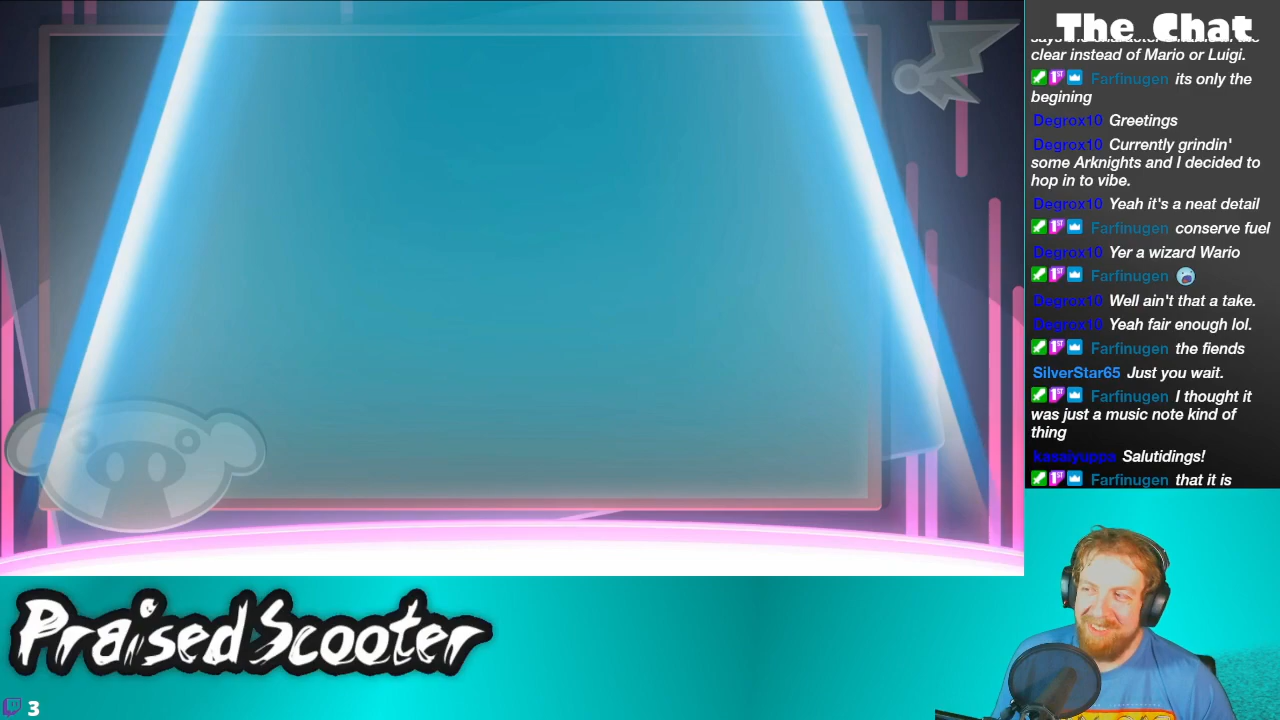 The Chat
clear instead of Mario or Luigi.
Farfinugen its only the
begining
Degrox10 Greetings
Degrox10 Currently grindin'
some Arknights and I decided to
hop in to vibe.
Degrox10 Yeah it's a neat detail
Farfinugen conserve fuel
Degrox10 Yer a wizard Wario
Farfinugen
Degrox10 Well ain't that a take.
Degrox10 Yeah fair enough lol.
Farfinugen the fiends
SilverStar65 Just you wait.
Farfinugen I thought it
was just a music note kind of
thing
kasaiyuppa Salutidings!
Farfinugen that it is
PraisedScooter
3